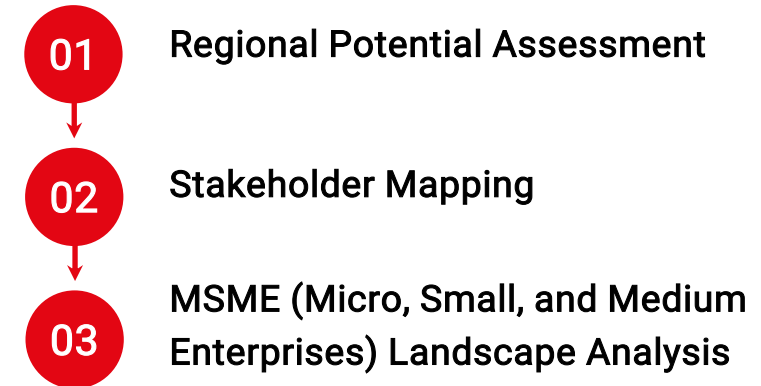 01
Regional Potential Assessment
02
Stakeholder Mapping
03
MSME (Micro, Small, and Medium
Enterprises) Landscape Analysis